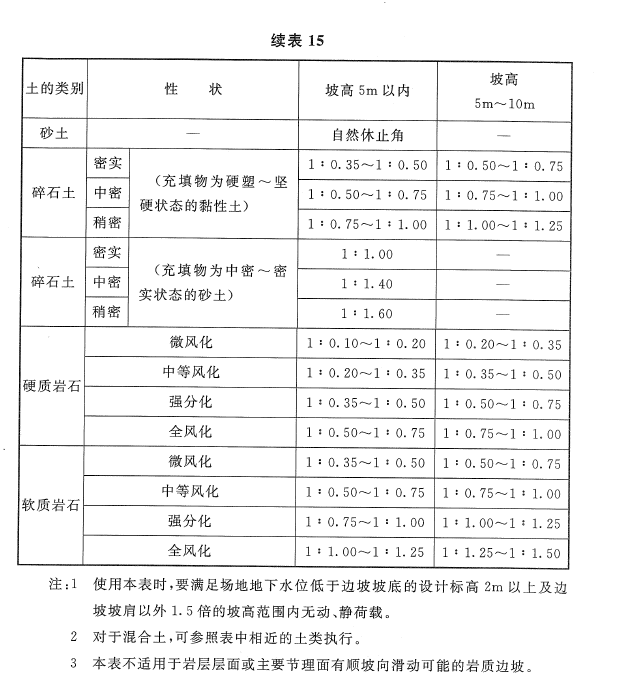 续表 15
土的类别 性 状 坡高 5m 以内 坡高 5m～10m
砂土 — 自然休止角 —
碎石土 (充填物为硬塑～坚硬状态的黏性土)
密实 1∶0.35～1∶0.50 1∶0.50～1∶0.75
中密 1∶0.50～1∶0.75 1∶0.75～1∶1.00
稍密 1∶0.75～1∶1.00 1∶1.00～1∶1.25
碎石土 (充填物为中密～密实状态的砂土)
密实 1∶1.00 —
中密 1∶1.40 —
稍密 1∶1.60 —
硬质岩石
微风化 1∶0.10～1∶0.20 1∶0.20～1∶0.35
中等风化 1∶0.20～1∶0.35 1∶0.35～1∶0.50
强分化 1∶0.35～1∶0.50 1∶0.50～1∶0.75
全风化 1∶0.50～1∶0.75 1∶0.75～1∶1.00
软质岩石
微风化 1∶0.35～1∶0.50 1∶0.50～1∶0.75
中等风化 1∶0.50～1∶0.75 1∶0.75～1∶1.00
强分化 1∶0.75～1∶1.00 1∶1.00～1∶1.25
全风化 1∶1.00～1∶1.25 1∶1.25～1∶1.50
注:1 使用本表时,要满足场地地下水位低于边坡坡底的设计标高 2m 以上及边
坡坡肩以外 1.5 倍的坡高范围内无动、静荷载。
2 对于混合土,可参照表中相近的土类执行。
3 本表不适用于岩层层面或主要节理面有顺坡向滑动可能的岩质边坡。